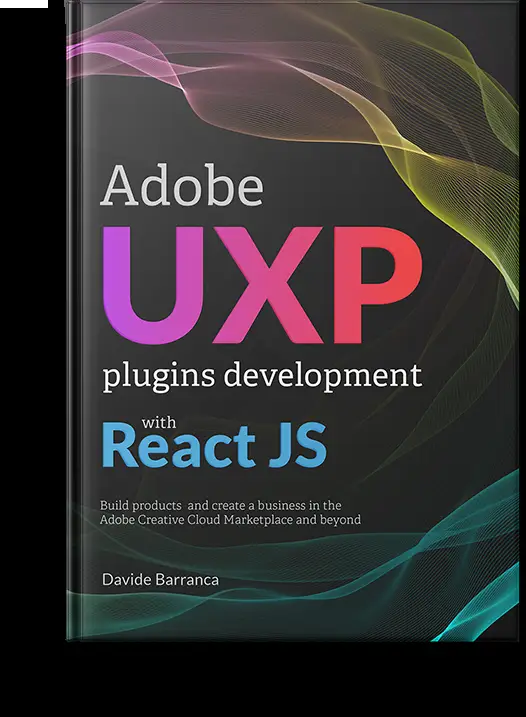 Adobe
UXP
plugins development
with
React JS
Build products and create a business in the
Adobe Creative Cloud Marketplace and beyond
Davide Barranca